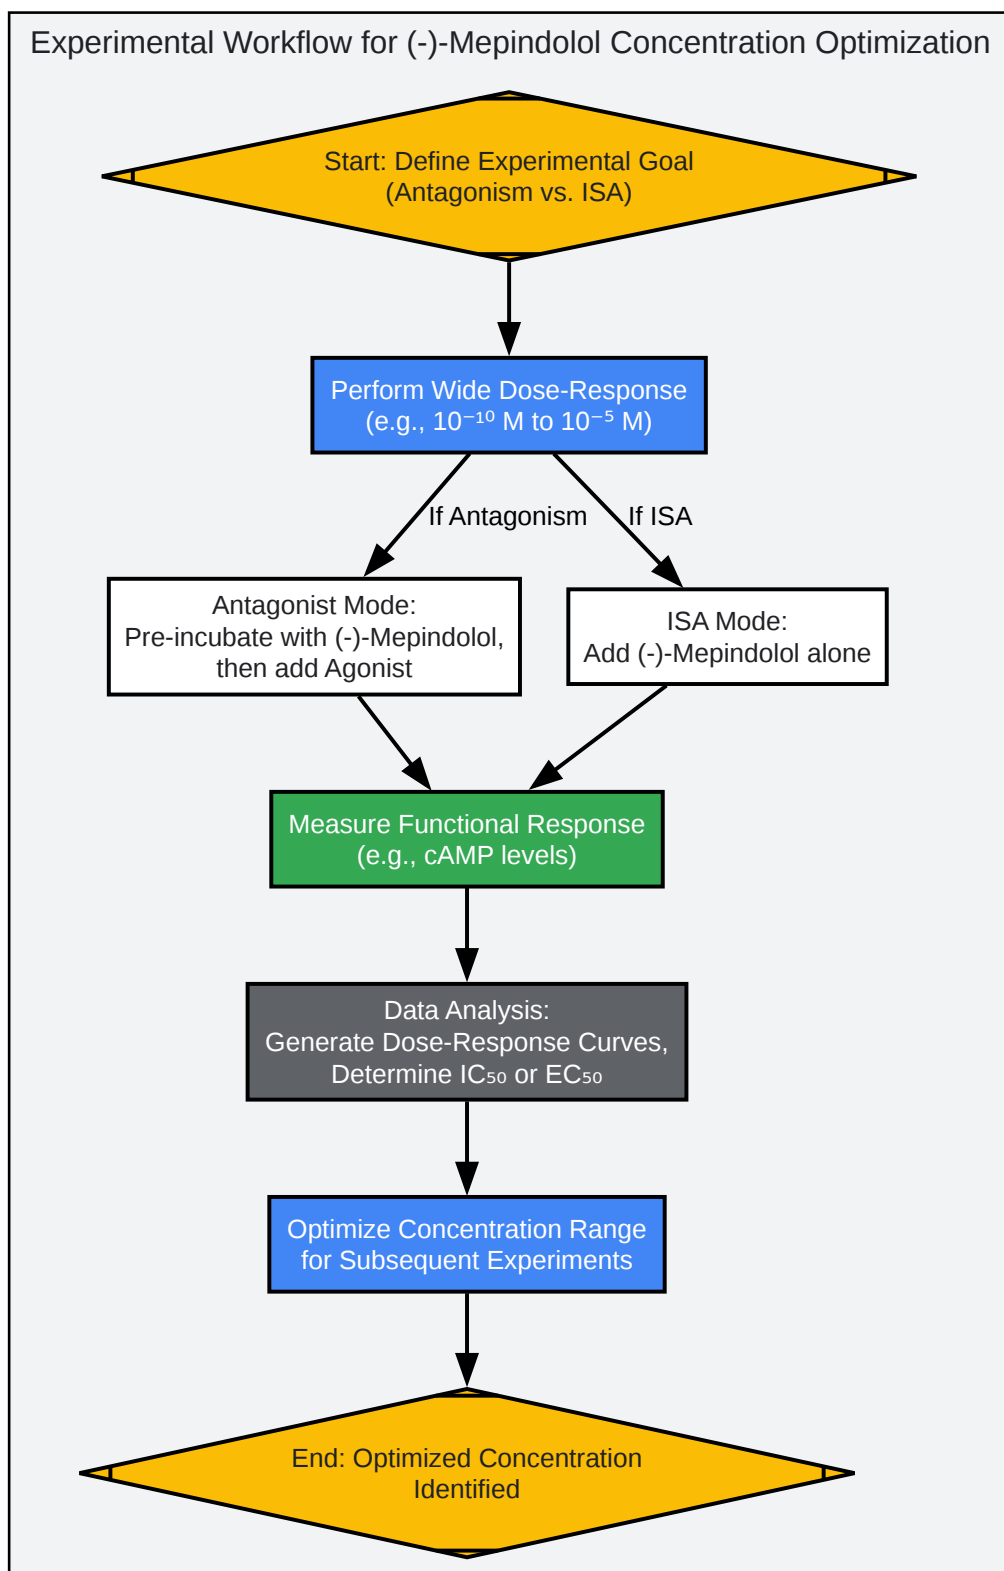 Experimental Workflow for (-)-Mepindolol Concentration Optimization
Start: Define Experimental Goal
(Antagonism vs. ISA)
Perform Wide Dose-Response
(e.g., 10⁻¹⁰ M to 10⁻⁵ M)
If Antagonism
If ISA
Antagonist Mode:
Pre-incubate with (-)-Mepindolol,
then add Agonist
ISA Mode:
Add (-)-Mepindolol alone
Measure Functional Response
(e.g., cAMP levels)
Data Analysis:
Generate Dose-Response Curves,
Determine IC₅₀ or EC₅₀
Optimize Concentration Range
for Subsequent Experiments
End: Optimized Concentration
Identified